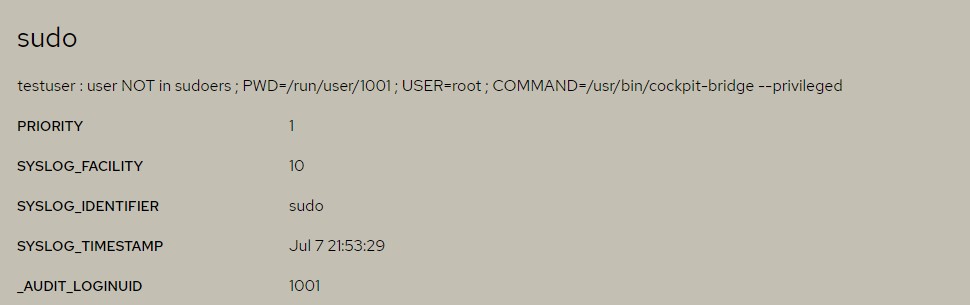 sudo
testuser : user NOT in sudoers ; PWD=/run/user/1001 ; USER=root ; COMMAND=/usr/bin/cockpit-bridge --privileged
PRIORITY 1
SYSLOG_FACILITY 10
SYSLOG_IDENTIFIER sudo
SYSLOG_TIMESTAMP Jul 7 21:53:29
_AUDIT_LOGINUID 1001